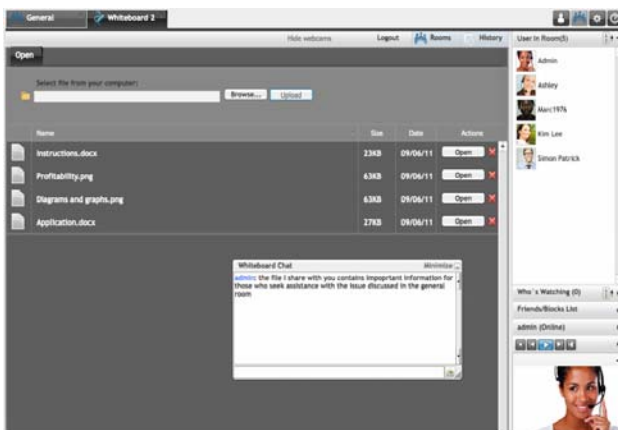 General
Whiteboard 2
Hide webcams Logout Rooms History
User in Room(5)
Open
Select file from your computer:
Browse... Upload
Name Size Date Actions
Instructions.docx 23KB 09/06/11 Open
Profitability.png 63KB 09/06/11 Open
Diagrams and graphs.png 63KB 09/06/11 Open
Application.docx 27KB 09/06/11 Open
Whiteboard Chat Minimize
admin: the file I share with you contains impoprtant information for
those who seek assistance with the issue discussed in the general
room
Admin
Ashley
Marc1976
Kim Lee
Simon Patrick
Who`s Watching (0)
Friends/Blocks List
admin (Online)